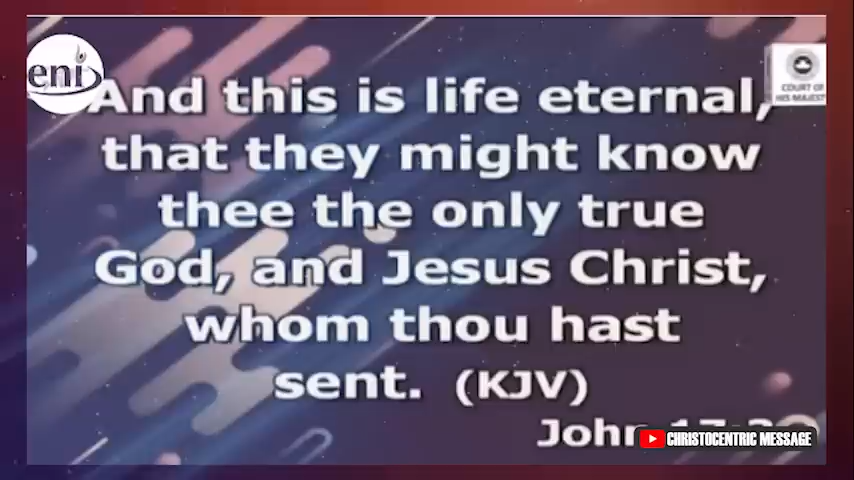 eni
COURT OF
HIS MAJESTY
And this is life eternal,
that they might know
thee the only true
God, and Jesus Christ,
whom thou hast
sent. (KJV)
John 17:3
CHRISTOCENTRIC MESSAGE